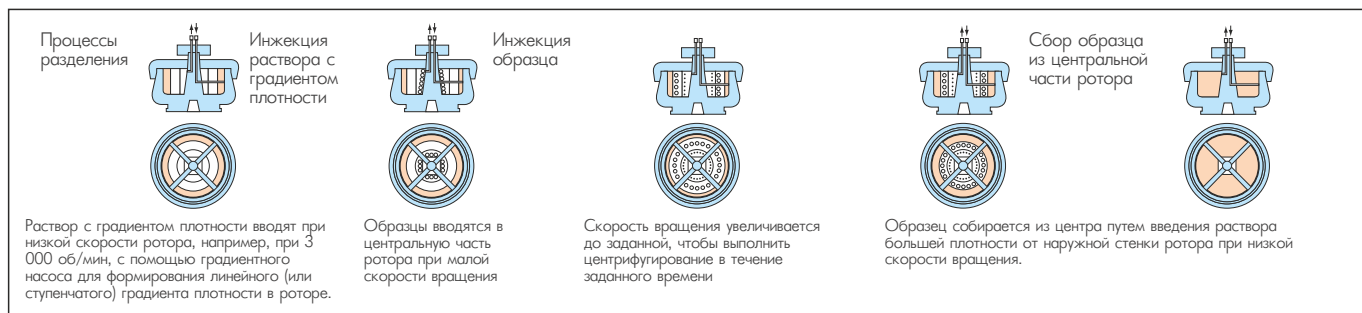 Процессы
разделения
Инжекция
раствора с
градиентом
плотности
Инжекция
образца
Сбор образца
из центральной
части ротора
Раствор с градиентом плотности вводят при
низкой скорости ротора, например, при 3
000 об/мин, с помощью градиентного
насоса для формирования линейного (или
ступенчатого) градиента плотности в роторе.
Образцы вводятся в
центральную часть
ротора при малой
скорости вращения
Скорость вращения увеличивается
до заданной, чтобы выполнить
центрифугирование в течение
заданного времени
Образец собирается из центра путем введения раствора
большей плотности от наружной стенки ротора при низкой
скорости вращения.